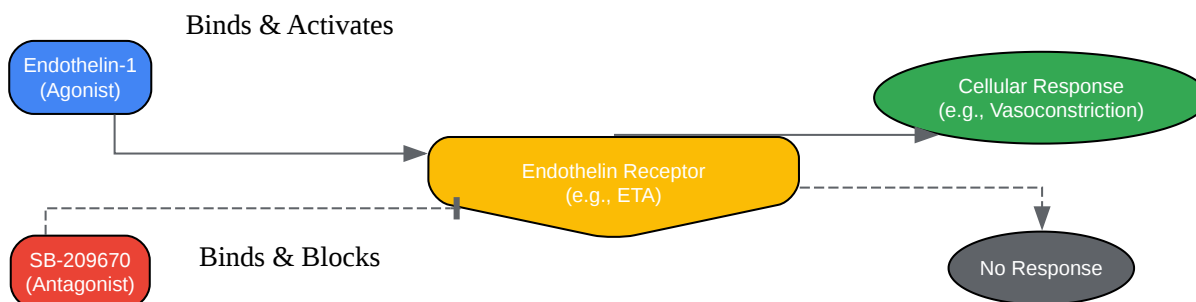 Binds & Activates
Endothelin-1
(Agonist)
Cellular Response
(e.g., Vasoconstriction)
Endothelin Receptor
(e.g., ETA)
SB-209670
(Antagonist)
Binds & Blocks
No Response